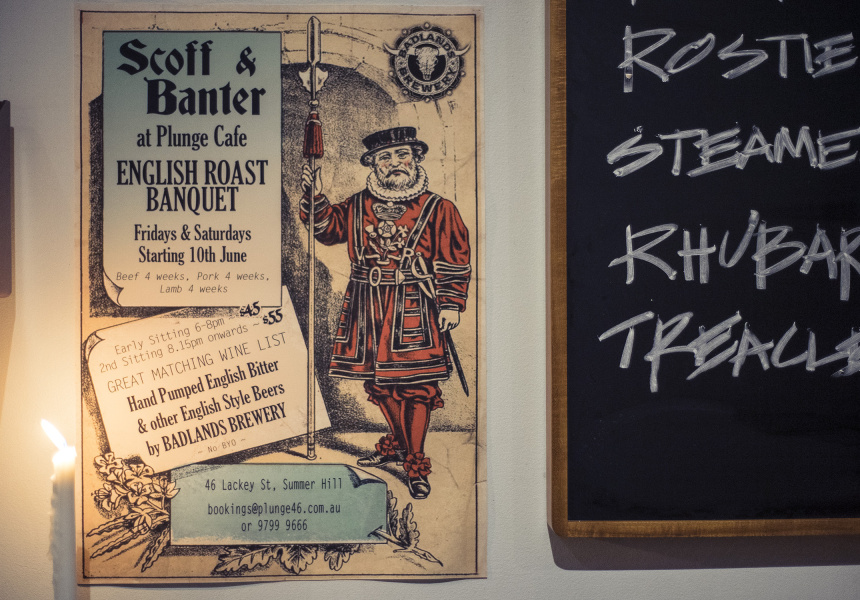 Scoff &
Banter
at Plunge Cafe
ENGLISH ROAST
BANQUET
Fridays & Saturdays
Starting 10th June
Beef 4 weeks, Pork 4 weeks,
Lamb 4 weeks
Early Sitting 6-8pm - $45
2nd Sitting 8.15pm onwards - $55
GREAT MATCHING WINE LIST
Hand Pumped English Bitter
& other English Style Beers
by BADLANDS BREWERY
- No BYO -
46 Lackey St, Summer Hill
bookings@plunge46.com.au
or 9799 9666
BADLANDS
BREWERY
ROSTIE
STEAME
RHUBAR
TREACLE